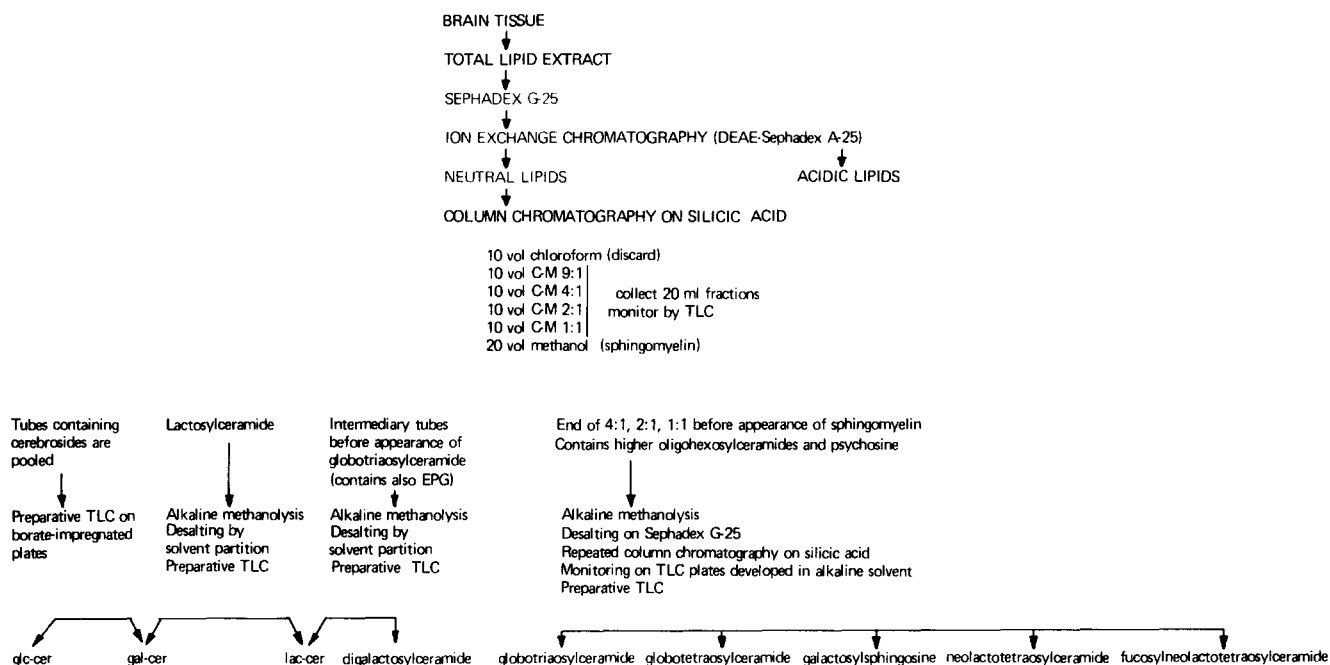 BRAIN TISSUE
TOTAL LIPID EXTRACT
SEPHADEX G-25
ION EXCHANGE CHROMATOGRAPHY (DEAE-Sephadex A-25)
NEUTRAL LIPIDS
ACIDIC LIPIDS
COLUMN CHROMATOGRAPHY ON SILICIC ACID
10 vol chloroform (discard)
10 vol C-M 9:1
10 vol C-M 4:1
10 vol C-M 2:1
10 vol C-M 1:1
collect 20 ml fractions
monitor by TLC
20 vol methanol (sphingomyelin)
Tubes containing
cerebrosides are
pooled
Preparative TLC on
borate-impregnated
plates
Lactosylceramide
Alkaline methanolysis
Desalting by
solvent partition
Preparative TLC
Intermediary tubes
before appearance of
globotriaosylceramide
(contains also EPG)
Alkaline methanolysis
Desalting by
solvent partition
Preparative TLC
End of 4:1, 2:1, 1:1 before appearance of sphingomyelin
Contains higher oligohexosylceramides and psychosine
Alkaline methanolysis
Desalting on Sephadex G-25
Repeated column chromatography on silicic acid
Monitoring on TLC plates developed in alkaline solvent
Preparative TLC
glc-cer
gal-cer
lac-cer
digalactosylceramide
globotriaosylceramide
globotetraosylceramide
galactosylsphingosine
neolactotetraosylceramide
fucosylneolactotetraosylceramide